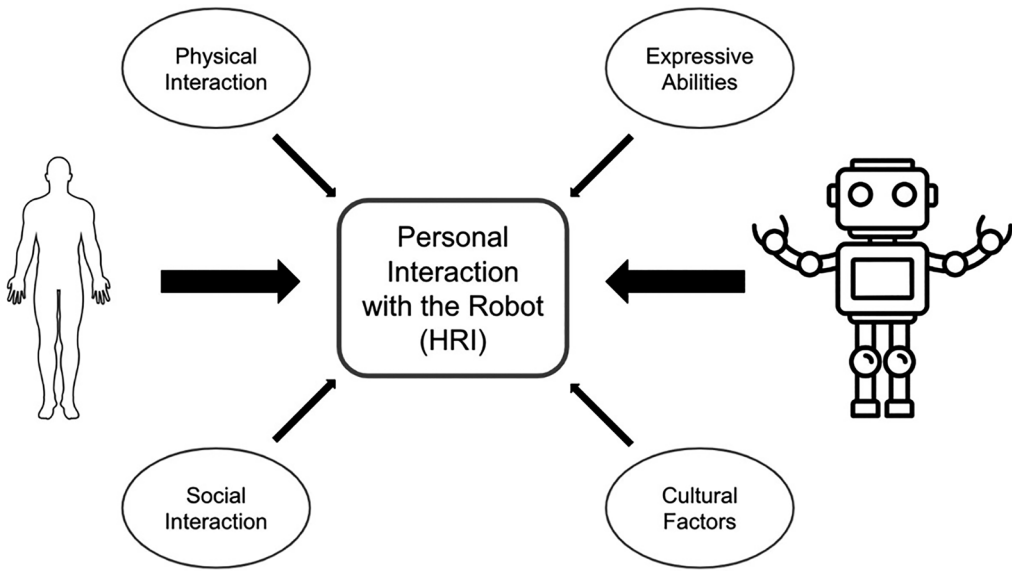 Physical
Interaction
Expressive
Abilities
Personal
Interaction
with the Robot
(HRI)
Social
Interaction
Cultural
Factors